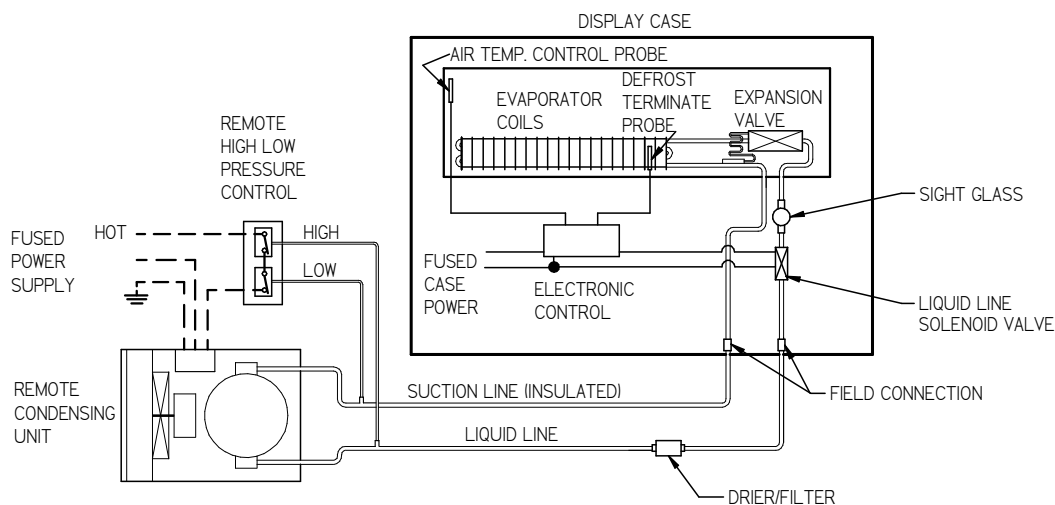 DISPLAY CASE
AIR TEMP. CONTROL PROBE
EVAPORATOR
COILS
DEFROST
TERMINATE
PROBE
EXPANSION
VALVE
REMOTE
HIGH LOW
PRESSURE
CONTROL
SIGHT GLASS
HOT
HIGH
FUSED
POWER
SUPPLY
LOW
FUSED
CASE
POWER
ELECTRONIC
CONTROL
LIQUID LINE
SOLENOID VALVE
REMOTE
CONDENSING
UNIT
SUCTION LINE (INSULATED)
FIELD CONNECTION
LIQUID LINE
DRIER/FILTER